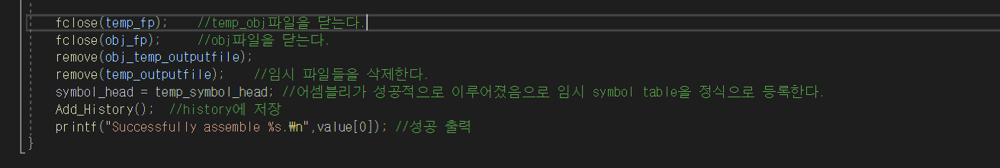 fclose(temp_fp);    //temp_obj파일을 닫는다.
fclose(obj_fp);    //obj파일을 닫는다.
remove(obj_temp_outputfile);
remove(temp_outputfile);    //임시 파일들을 삭제한다.
symbol_head = temp_symbol_head; //어셈블리가 성공적으로 이루어졌음으로 임시 symbol table을 정식으로 등록한다.
Add_History();  //history에 저장
printf("Successfully assemble %s.₩n",value[0]); //성공 출력
}